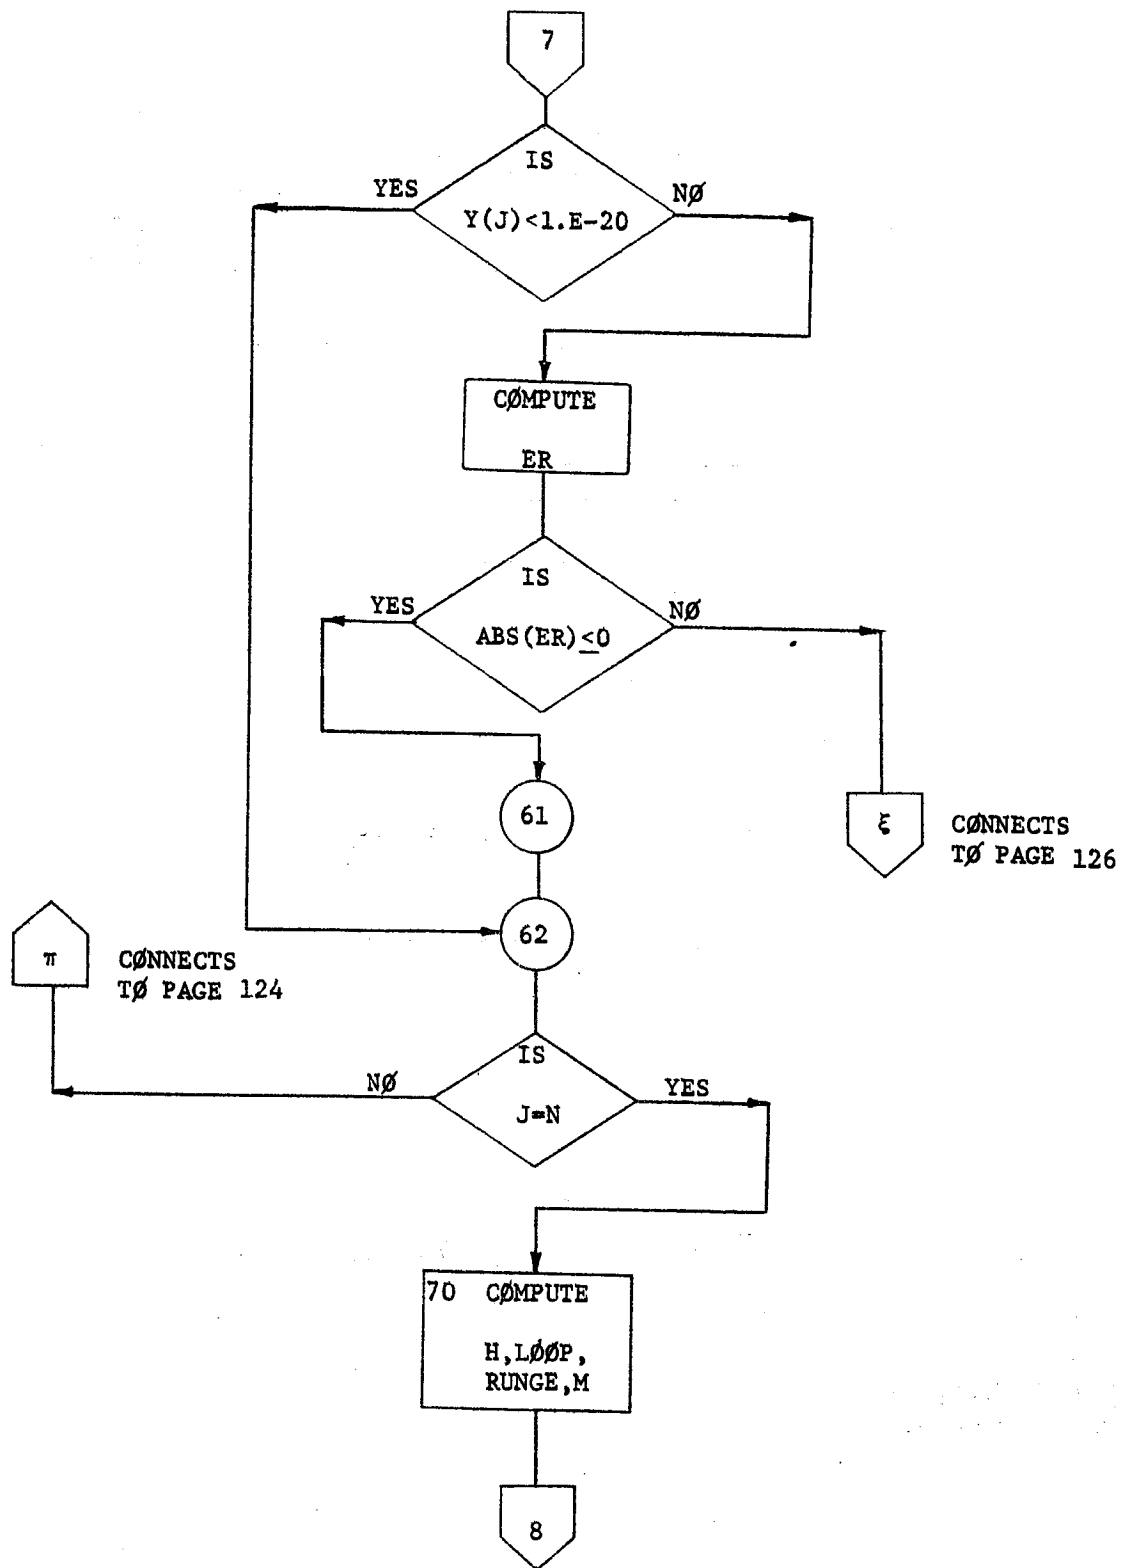 7
IS
YES
NØ
Y(J)<1.E-20
CØMPUTE
ER
IS
YES
NØ
ABS(ER)≤0
61
ξ
CØNNECTS
TØ PAGE 126
62
π
CØNNECTS
TØ PAGE 124
IS
NØ
YES
J=N
70 CØMPUTE
H,LØØP,
RUNGE,M
8